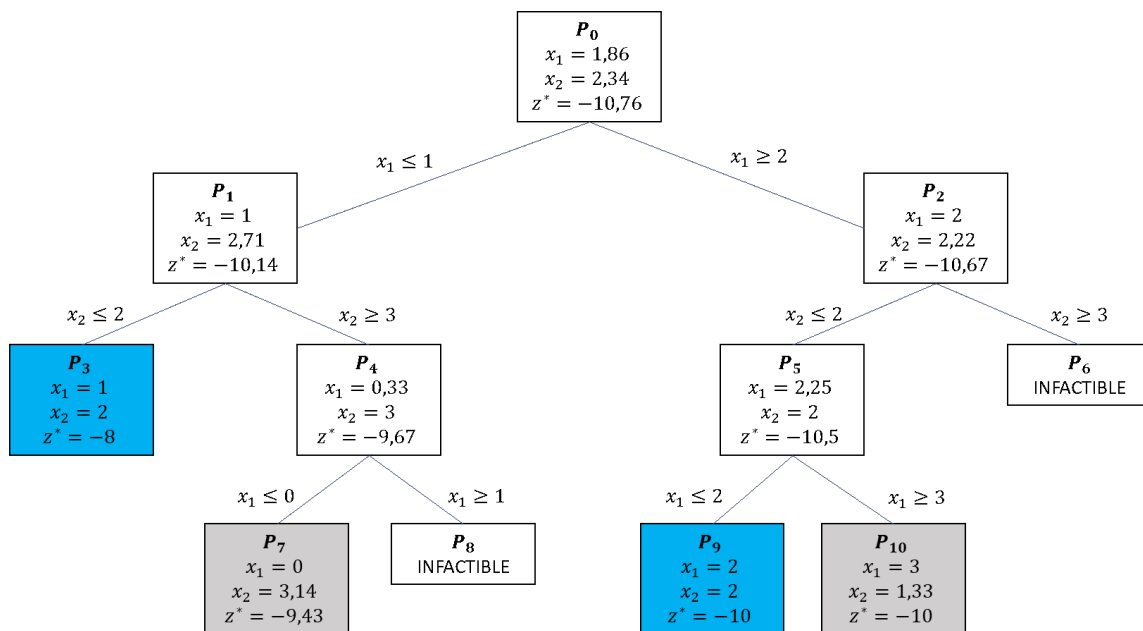 P₀
x₁ = 1,86
x₂ = 2,34
z* = −10,76
x₁ ≤ 1
x₁ ≥ 2
P₁
x₁ = 1
x₂ = 2,71
z* = −10,14
P₂
x₁ = 2
x₂ = 2,22
z* = −10,67
x₂ ≤ 2
x₂ ≥ 3
x₂ ≤ 2
x₂ ≥ 3
P₃
x₁ = 1
x₂ = 2
z* = −8
P₄
x₁ = 0,33
x₂ = 3
z* = −9,67
P₅
x₁ = 2,25
x₂ = 2
z* = −10,5
P₆
INFACTIBLE
x₁ ≤ 0
x₁ ≥ 1
x₁ ≤ 2
x₁ ≥ 3
P₇
x₁ = 0
x₂ = 3,14
z* = −9,43
P₈
INFACTIBLE
P₉
x₁ = 2
x₂ = 2
z* = −10
P₁₀
x₁ = 3
x₂ = 1,33
z* = −10